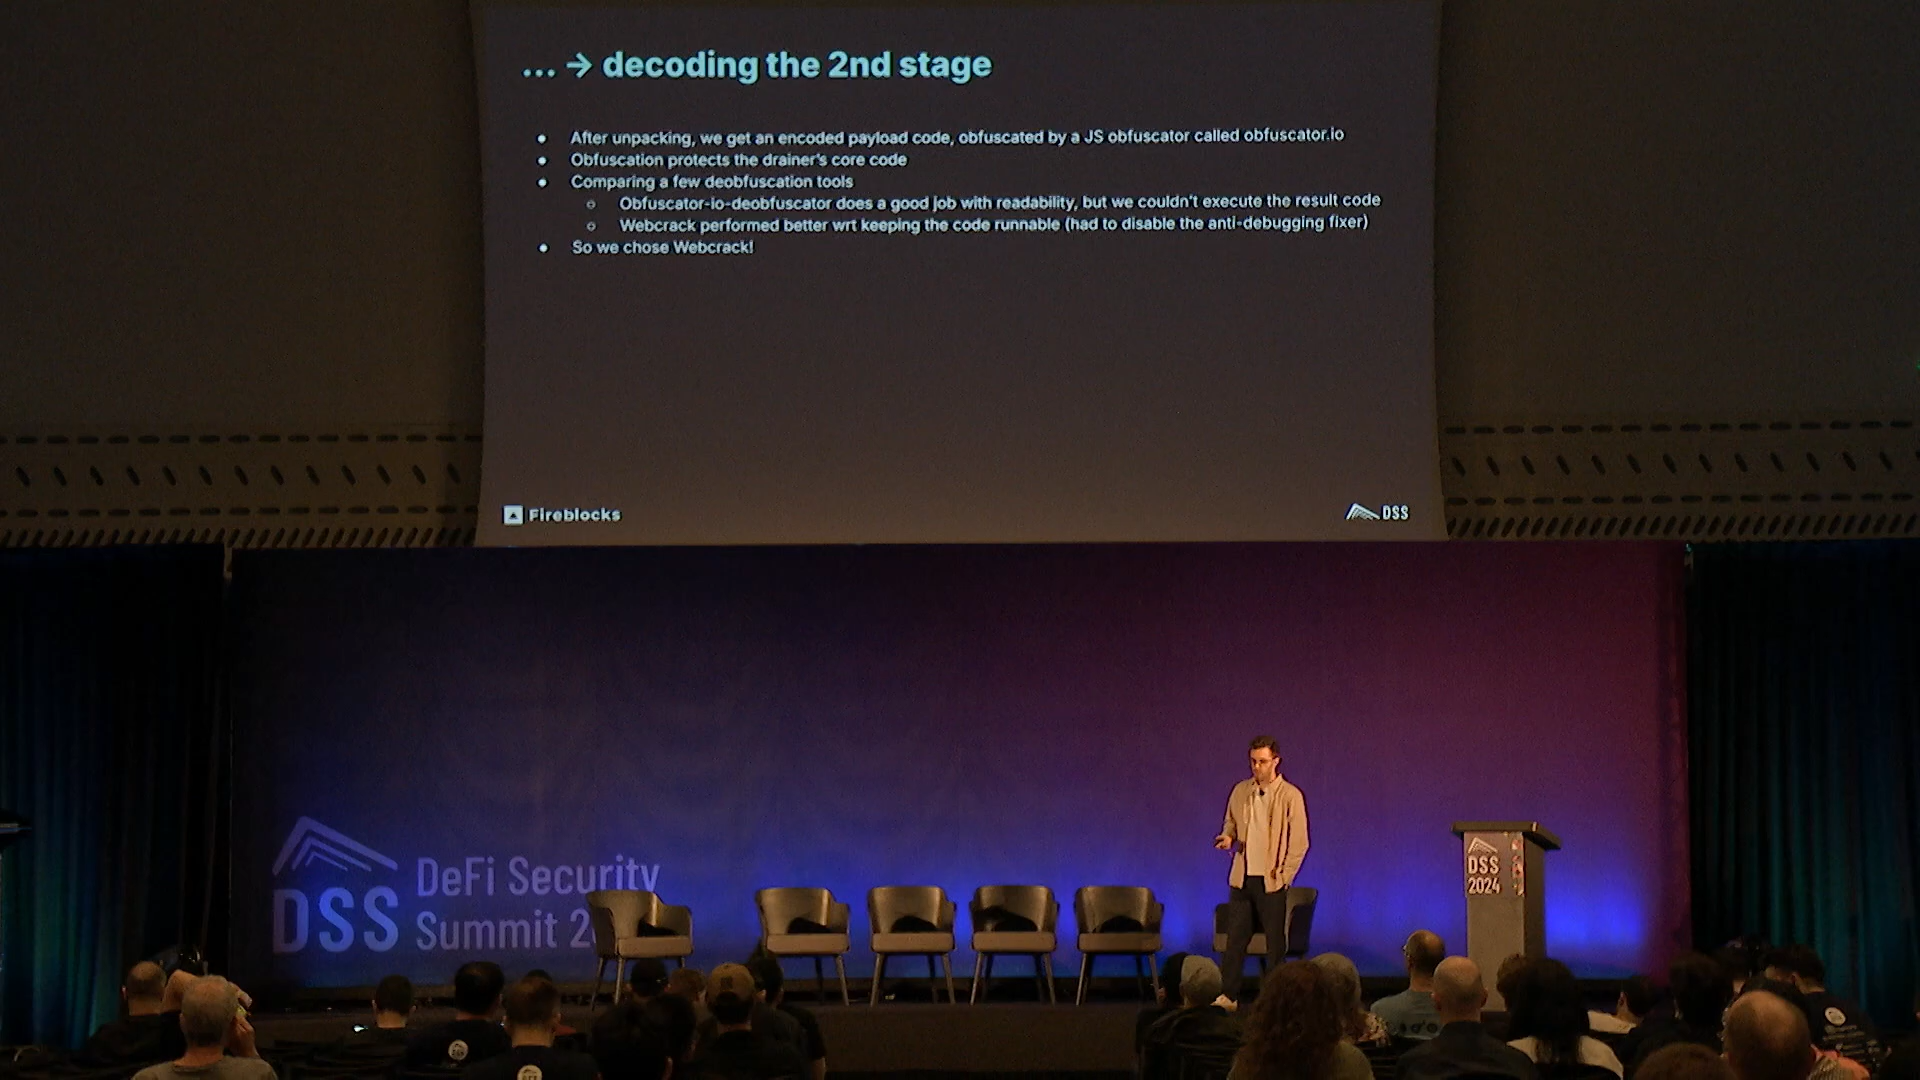 ... → decoding the 2nd stage
● After unpacking, we get an encoded payload code, obfuscated by a JS obfuscator called obfuscator.io
● Obfuscation protects the drainer's core code
● Comparing a few deobfuscation tools
○ Obfuscator-io-deobfuscator does a good job with readability, but we couldn't execute the result code
○ Webcrack performed better wrt keeping the code runnable (had to disable the anti-debugging fixer)
● So we chose Webcrack!
Fireblocks
DSS
DSS
DeFi Security
Summit 2
DSS
2024